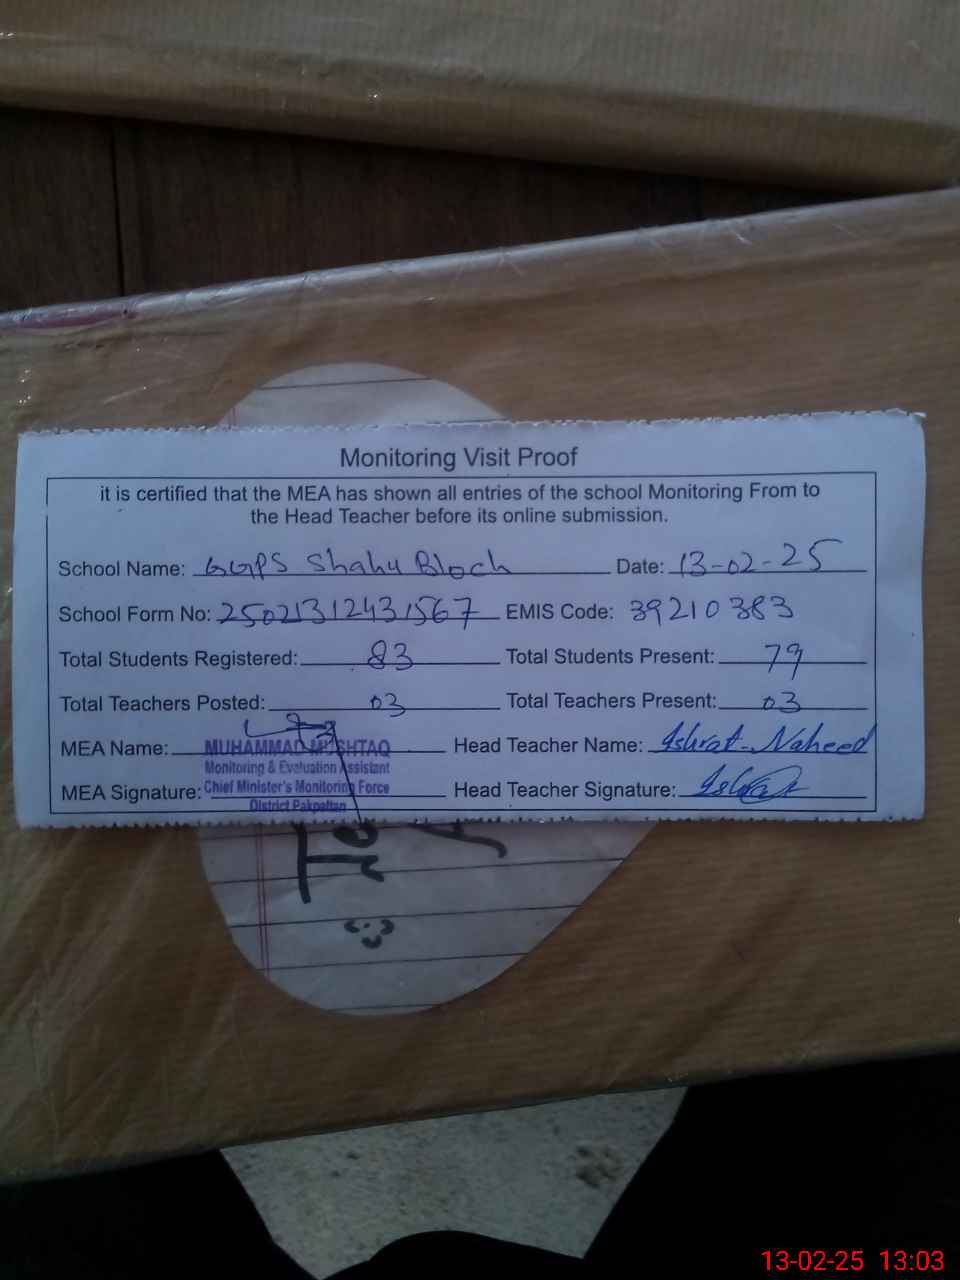 Monitoring Visit Proof
it is certified that the MEA has shown all entries of the school Monitoring From to
the Head Teacher before its online submission.
School Name: GGPS Shahu Bloch Date: 13-02-25
School Form No: 25021312431567 EMIS Code: 39210383
Total Students Registered: 83 Total Students Present: 79
Total Teachers Posted: 03 Total Teachers Present: 03
MEA Name: MUHAMMAD MUSHTAQ Head Teacher Name: Ishrat Naheed
Monitoring & Evaluation Assistant
MEA Signature: Chief Minister's Monitoring Force Head Teacher Signature:
District Pakpattan
13-02-25 13:03